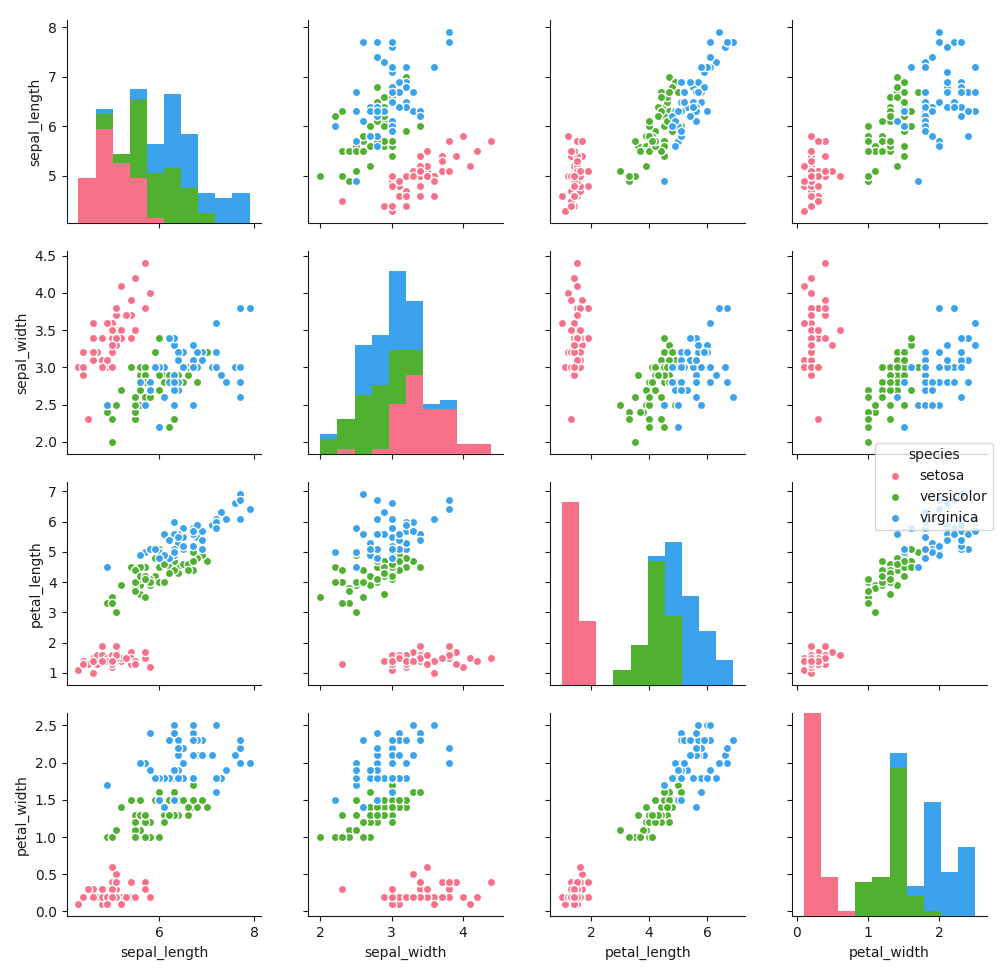 8
7
6
5
sepal_length
4.5
4.0
3.5
3.0
2.5
2.0
sepal_width
species
setosa
versicolor
virginica
7
6
5
4
3
2
1
petal_length
2.5
2.0
1.5
1.0
0.5
0.0
petal_width
6 8
sepal_length
2 3 4
sepal_width
2 4 6
petal_length
0 1 2
petal_width